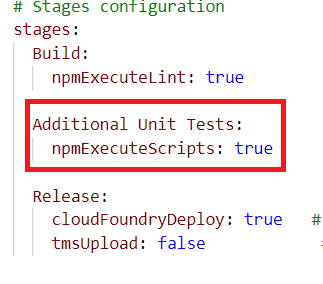 # Stages configuration
stages:
Build:
npmExecuteLint: true
Additional Unit Tests:
npmExecuteScripts: true
Release:
cloudFoundryDeploy: true #
tmsUpload: false #